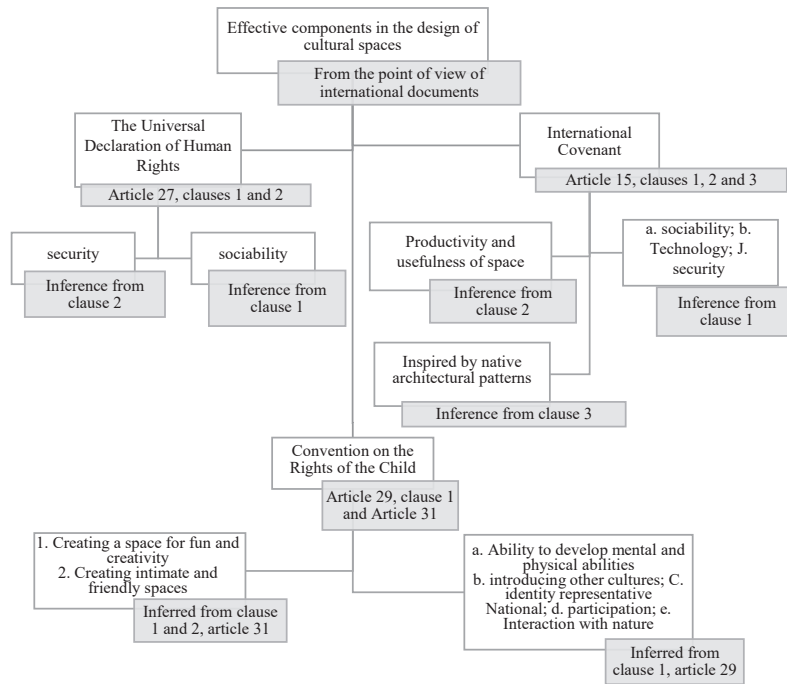 Effective components in the design of
cultural spaces
From the point of view of
international documents
The Universal
Declaration of Human
Rights
Article 27, clauses 1 and 2
International
Covenant
Article 15, clauses 1, 2 and 3
security
Inference from
clause 2
sociability
Inference from
clause 1
Productivity and
usefulness of space
Inference from
clause 2
a. sociability; b.
Technology; J.
security
Inference from
clause 1
Inspired by native
architectural patterns
Inference from clause 3
Convention on the
Rights of the Child
Article 29, clause 1
and Article 31
1. Creating a space for fun and
creativity
2. Creating intimate and
friendly spaces
Inferred from clause
1 and 2, article 31
a. Ability to develop mental and
physical abilities
b. introducing other cultures; C.
identity representative
National; d. participation; e.
Interaction with nature
Inferred from
clause 1, article 29